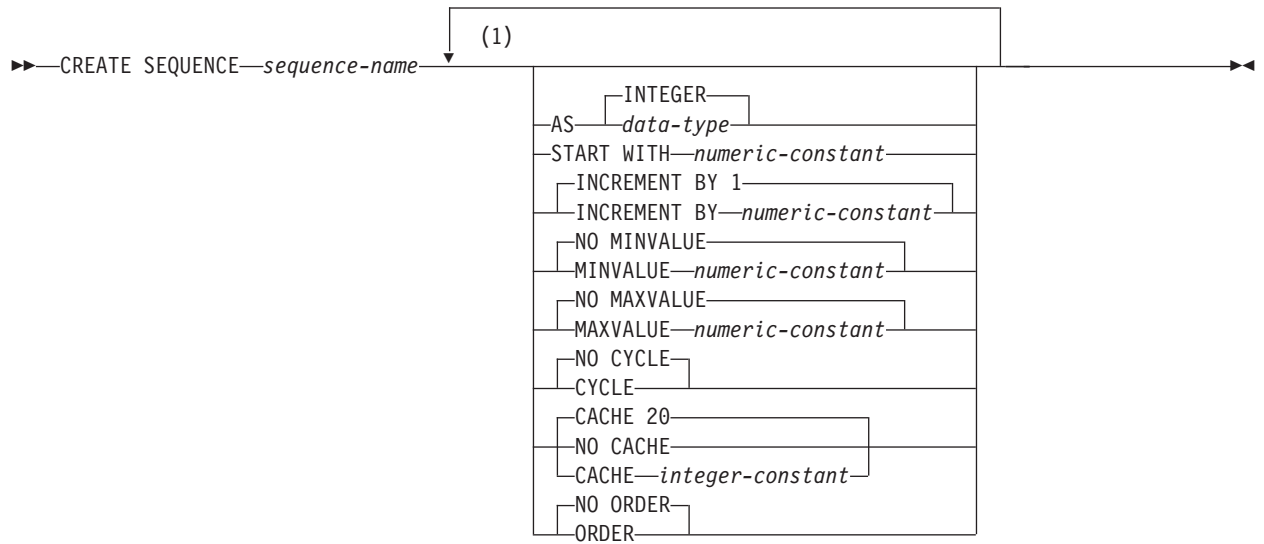 (1)
CREATE SEQUENCE sequence-name
INTEGER
AS data-type
START WITH numeric-constant
INCREMENT BY 1
INCREMENT BY numeric-constant
NO MINVALUE
MINVALUE numeric-constant
NO MAXVALUE
MAXVALUE numeric-constant
NO CYCLE
CYCLE
CACHE 20
NO CACHE
CACHE integer-constant
NO ORDER
ORDER